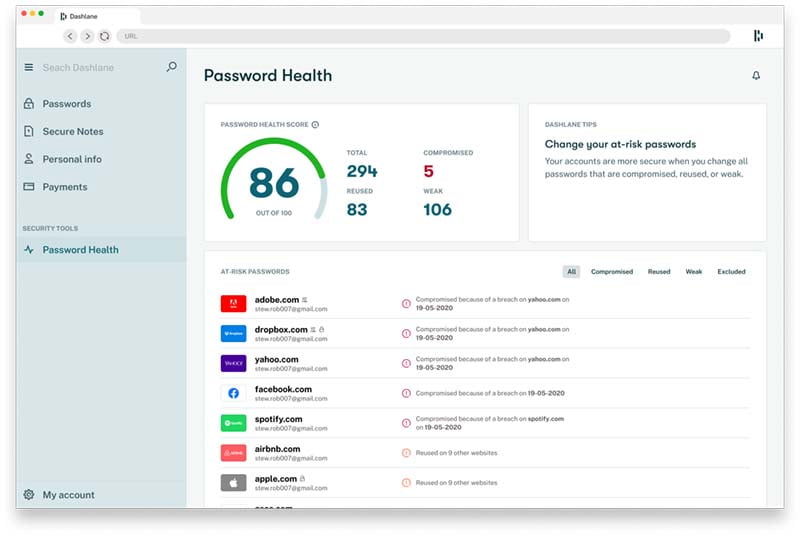 Dashlane
URL
Seach Dashlane
Passwords
Secure Notes
Personal info
Payments
SECURITY TOOLS
Password Health
My account
Password Health
PASSWORD HEALTH SCORE
86
OUT OF 100
TOTAL
294
COMPROMISED
5
REUSED
83
WEAK
106
DASHLANE TIPS
Change your at-risk passwords
Your accounts are more secure when you change all
passwords that are compromised, reused, or weak.
AT-RISK PASSWORDS
All Compromised Reused Weak Excluded
adobe.com
stew.rob007@gmail.com
Compromised because of a breach on yahoo.com on
19-05-2020
Dropbox
dropbox.com
stew.rob007@gmail.com
Compromised because of a breach on yahoo.com on
19-05-2020
YAHOO!
yahoo.com
stew.rob007@gmail.com
Compromised because of a breach on yahoo.com on
19-05-2020
facebook.com
stew.rob007@gmail.com
Compromised because of a breach on 19-05-2020
Spotify
spotify.com
stew.rob007@gmail.com
Compromised because of a breach on spotify.com
on 19-05-2020
airbnb
airbnb.com
stew.rob007@gmail.com
Reused on 9 other websites
apple.com
stew.rob007@gmail.com
Reused on 9 other websites